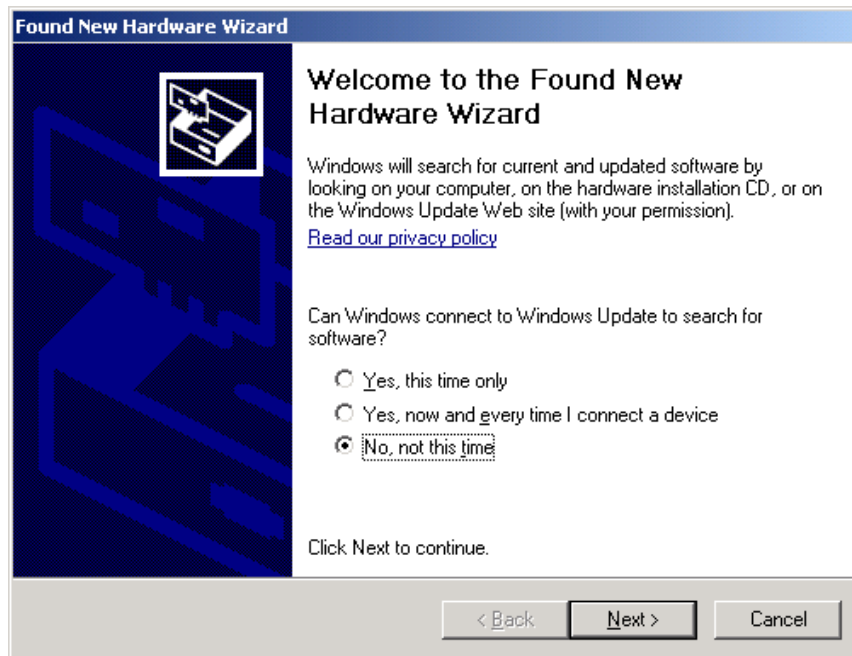 Found New Hardware Wizard
Welcome to the Found New
Hardware Wizard
Windows will search for current and updated software by
looking on your computer, on the hardware installation CD, or on
the Windows Update Web site (with your permission).
Read our privacy policy
Can Windows connect to Windows Update to search for
software?
Yes, this time only
Yes, now and every time I connect a device
No, not this time
Click Next to continue.
< Back
Next >
Cancel